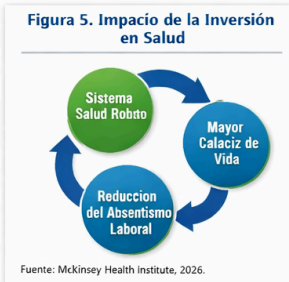 Figura 5. Impacio de la Inversión
en Salud
Sistema
Salud Robıto
Mayor
Calaciz de
Vida
Reduccion
del Absentismo
Laboral
Fuente: McKinsey Health Institute, 2026.